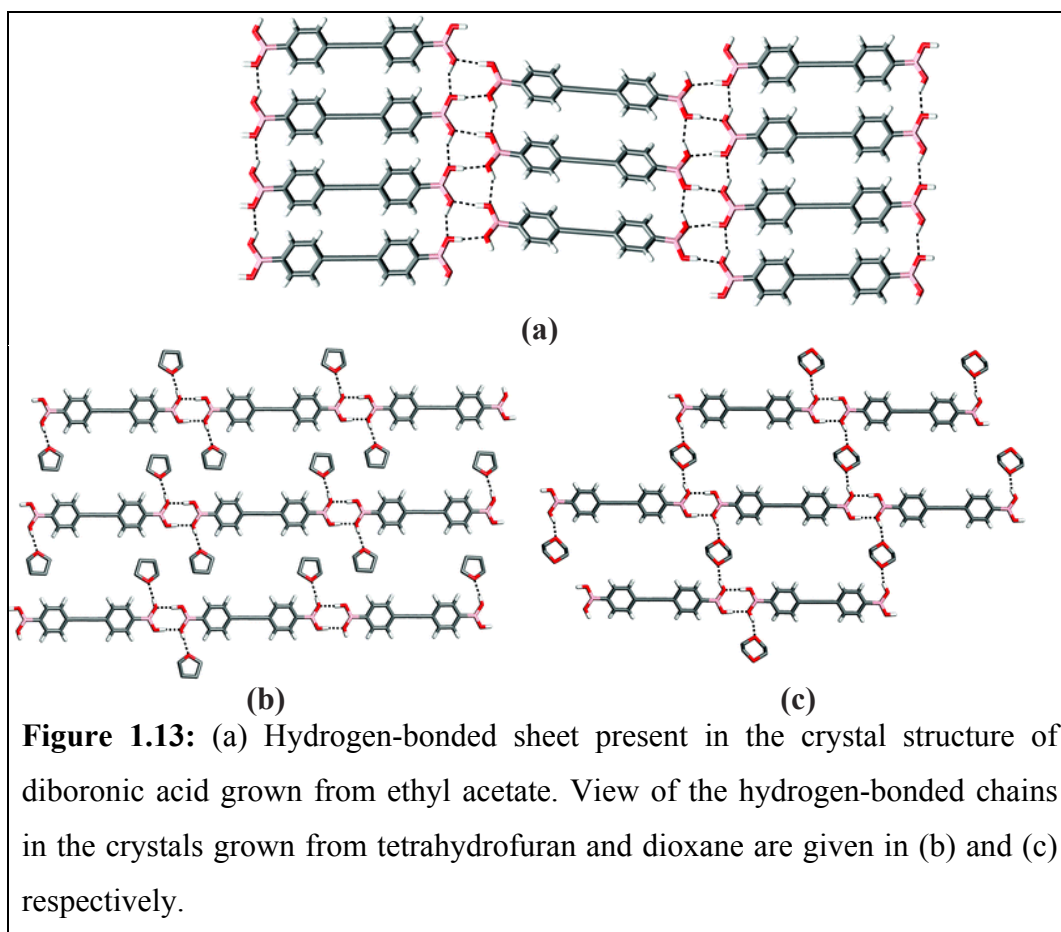 (a)
(b)
(c)
Figure 1.13: (a) Hydrogen-bonded sheet present in the crystal structure of
diboronic acid grown from ethyl acetate. View of the hydrogen-bonded chains
in the crystals grown from tetrahydrofuran and dioxane are given in (b) and (c)
respectively.